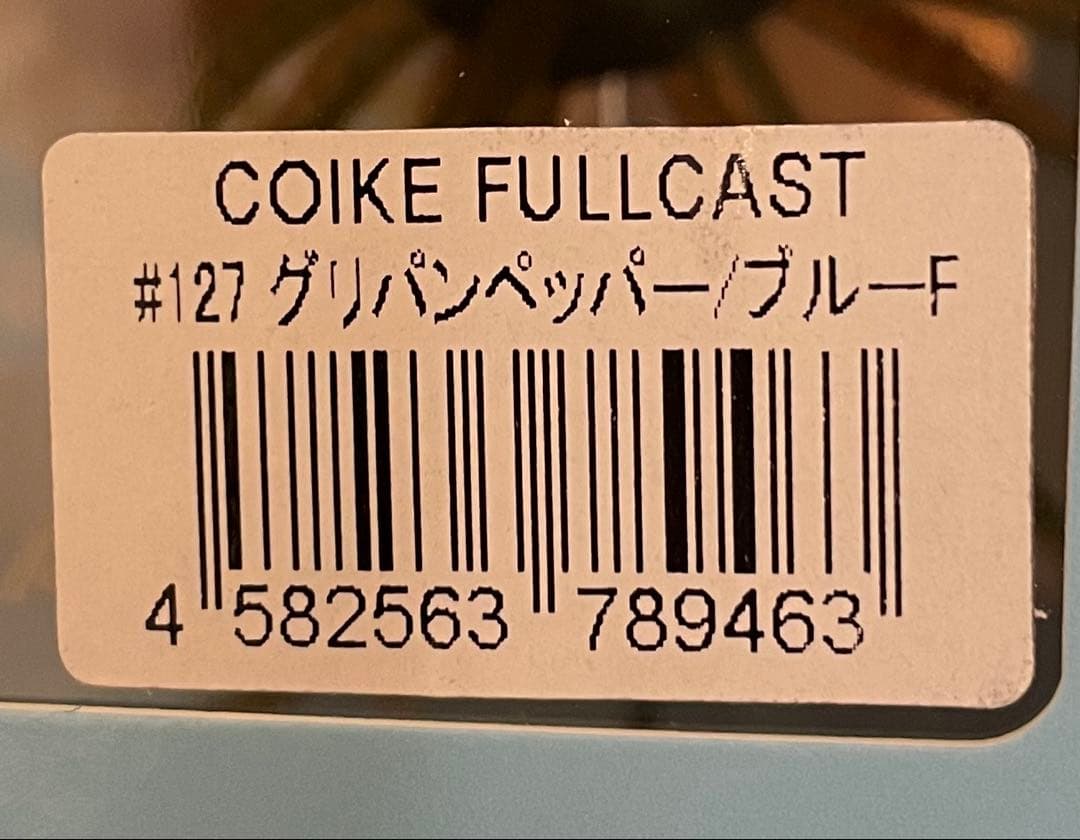 COIKE FULLCAST
#127 グリパンペッパー/ブルーF
4 582563 789463